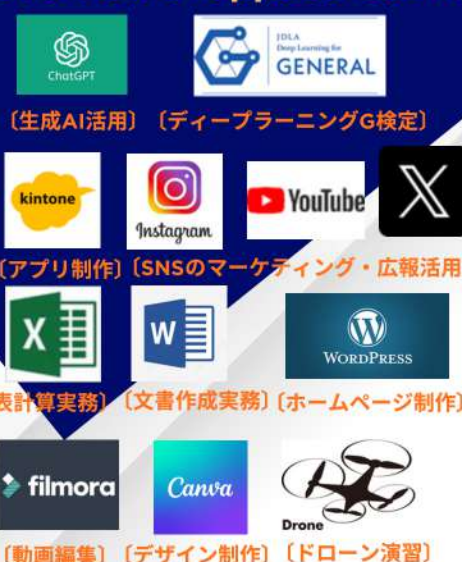 ChatGPT
JDLA
Deep Learning for
GENERAL
〔生成AI活用〕〔ディープラーニングG検定〕
kintone
Instagram
YouTube
X
〔アプリ制作〕〔SNSのマーケティング・広報活用
X
W
W
WORDPRESS
表計算実務〕〔文書作成実務〕〔ホームページ制作〕
filmora
Canva
Drone
〔動画編集〕〔デザイン制作〕〔ドローン演習〕